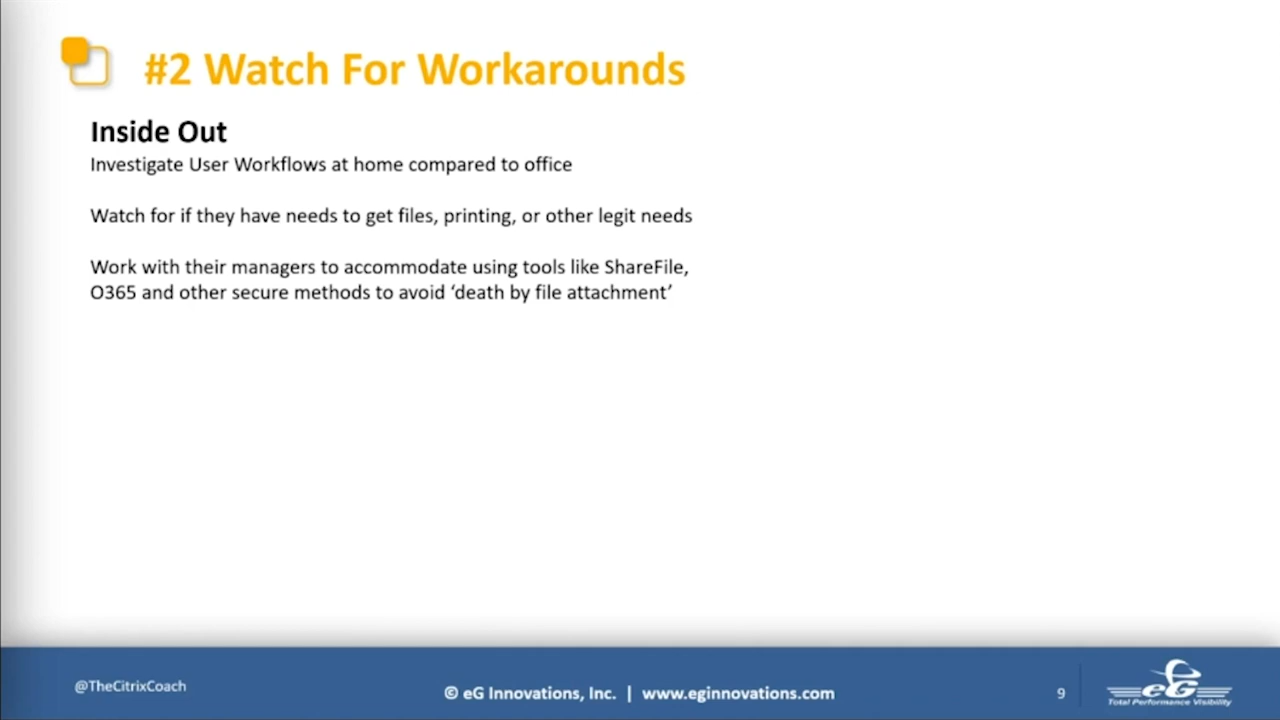 #2 Watch For Workarounds
Inside Out
Investigate User Workflows at home compared to office
Watch for if they have needs to get files, printing, or other legit needs
Work with their managers to accommodate using tools like ShareFile,
O365 and other secure methods to avoid ‘death by file attachment’
@TheCitrixCoach
© eG Innovations, Inc. | www.eginnovations.com
9
eG
Total Performance Visibility